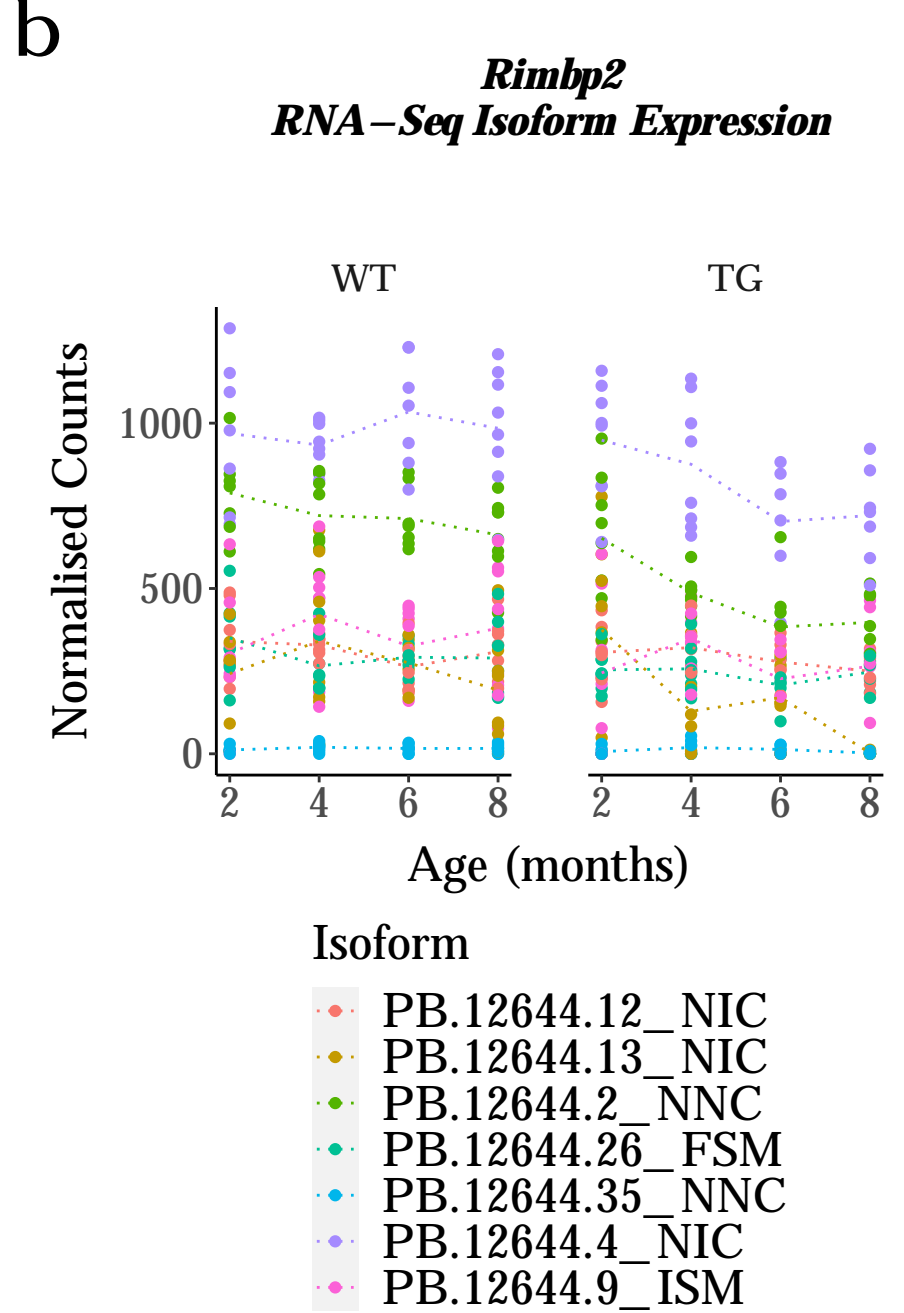 b
Rimbp2
RNA−Seq Isoform Expression
WT
TG
Normalised Counts
1000
500
0
2 4 6 8
2 4 6 8
Age (months)
Isoform
PB.12644.12_NIC
PB.12644.13_NIC
PB.12644.2_NNC
PB.12644.26_FSM
PB.12644.35_NNC
PB.12644.4_NIC
PB.12644.9_ISM